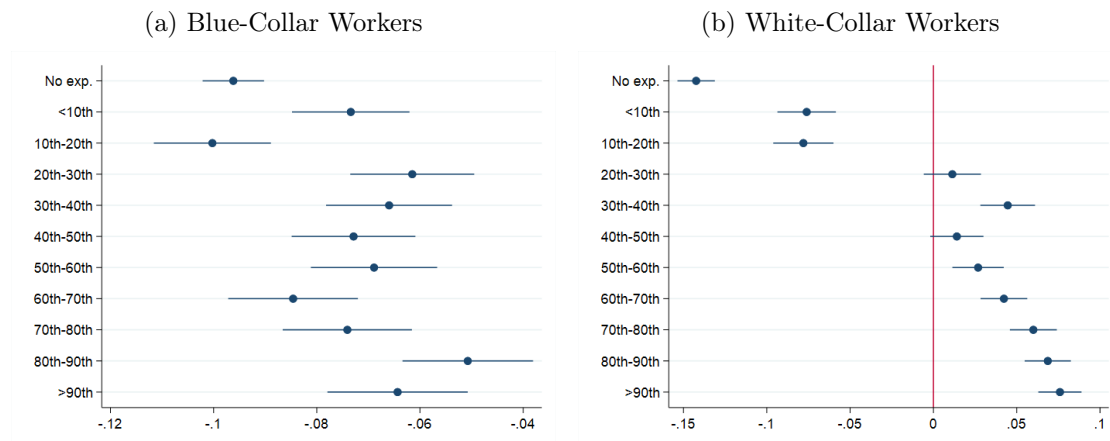 (a) Blue-Collar Workers
No exp.
<10th
10th-20th
20th-30th
30th-40th
40th-50th
50th-60th
60th-70th
70th-80th
80th-90th
>90th
-.12 -.1 -.08 -.06 -.04
(b) White-Collar Workers
No exp.
<10th
10th-20th
20th-30th
30th-40th
40th-50th
50th-60th
60th-70th
70th-80th
80th-90th
>90th
-.15 -.1 -.05 0 .05 .1